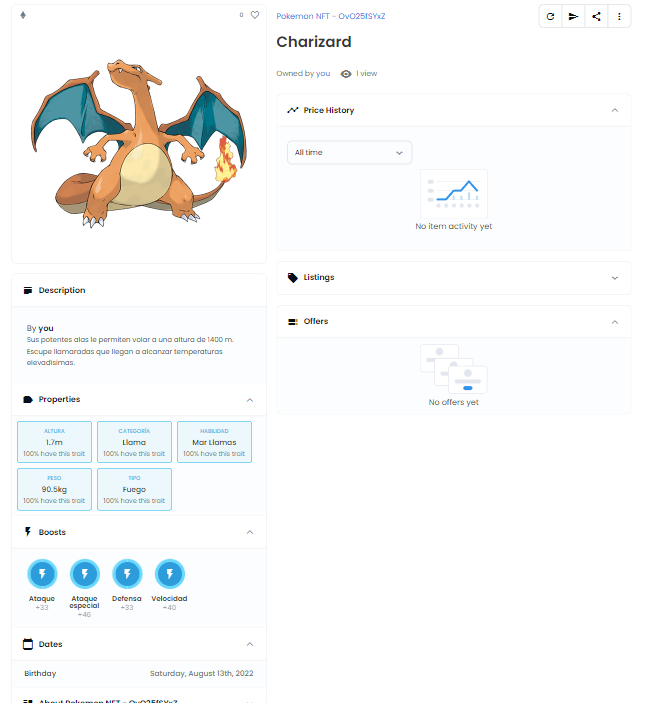 0
Pokemon NFT - OvO25fSYxZ
Charizard
Owned by you 1 view
Price History
All time
No item activity yet
Listings
Offers
No offers yet
Description
By you
Sus potentes alas le permiten volar a una altura de 1400 m.
Escupe llamaradas que llegan a alcanzar temperaturas
elevadísimas.
Properties
ALTURA
1.7m
100% have this trait
CATEGORÍA
Llama
100% have this trait
HABILIDAD
Mar Llamas
100% have this trait
PESO
90.5kg
100% have this trait
TIPO
Fuego
100% have this trait
Boosts
Ataque
+33
Ataque
especial
+46
Defensa
+33
Velocidad
+40
Dates
Birthday Saturday, August 13th, 2022
About Pokemon NFT - OvO25fSYxZ